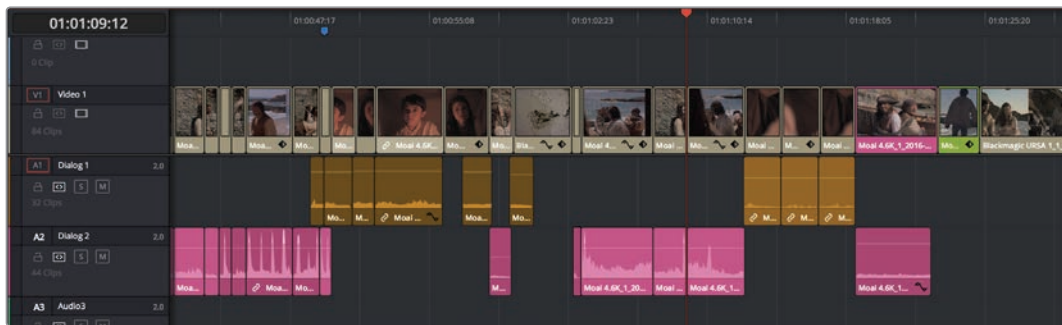 01:01:09:12
01:00:47:17
01:00:55:08
01:01:02:23
01:01:10:14
01:01:18:05
01:01:25:20
0 Clip
V1 Video 1
84 Clips
Moa... Moa... Mo... Mo... Moal 4.6K... Mo... Mo... Bla... Moal 4... Moal ... Mo... Moal ... M... Moal ... Moal 4.6K_1_2016-... Mo... Blackmagic URSA 1_1
A1 Dialog 1 2.0
S M
32 Clips
Mo... M... Moal ... Moa... Mo... M... M... M...
A2 Dialog 2 2.0
S M
44 Clips
Moa... Moa... Mo... M... Moal 4.6K_1_20... Moal ... Moal 4.6K_1... Moal 4.6K_1...
A3 Audio3 2.0
S M